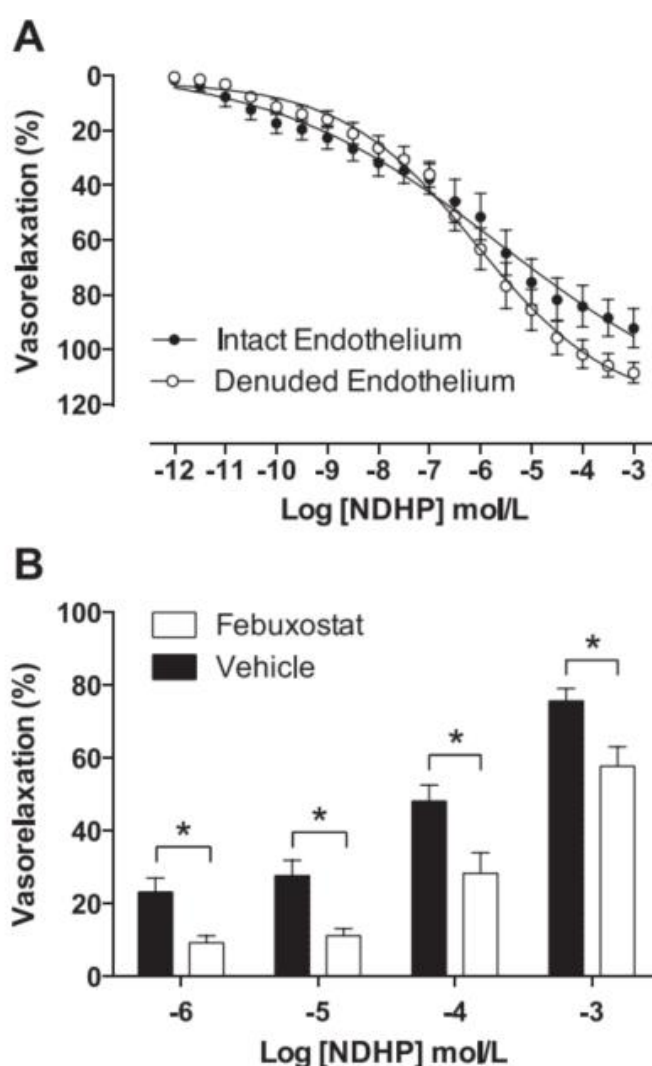 A
Vasorelaxation (%)
0
20
40
60
80
100
120
Intact Endothelium
Denuded Endothelium
-12 -11 -10 -9 -8 -7 -6 -5 -4 -3
Log [NDHP] mol/L
B
Vasorelaxation (%)
100
80
60
40
20
0
Febuxostat
Vehicle
* * * *
-6 -5 -4 -3
Log [NDHP] mol/L